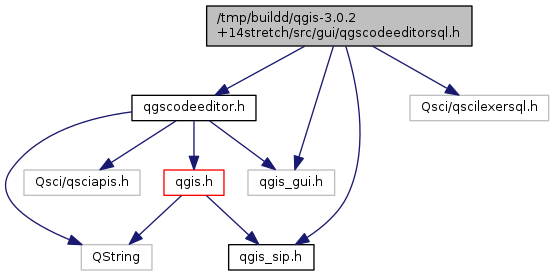 /tmp/buildd/qgis-3.0.2
+14stretch/src/gui/qgscodeeditorsql.h
qgscodeeditor.h
Qsci/qscilexersql.h
Qsci/qsciapis.h
qgis.h
qgis_gui.h
QString
qgis_sip.h